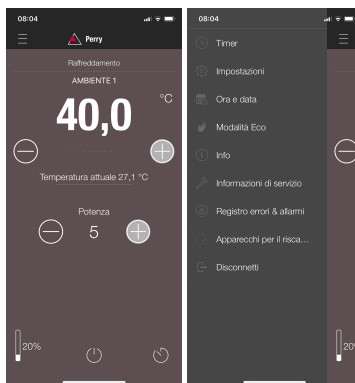 08:04
Perry
Raffreddamento
AMBIENTE 1
40,0 °C
Temperatura attuale 27,1 °C
Potenza
5
20%
08:04
Timer
Impostazioni
Ora e data
Modalità Eco
Info
Informazioni di servizio
Registro errori & allarmi
Apparecchi per il risca...
Disconnetti
20